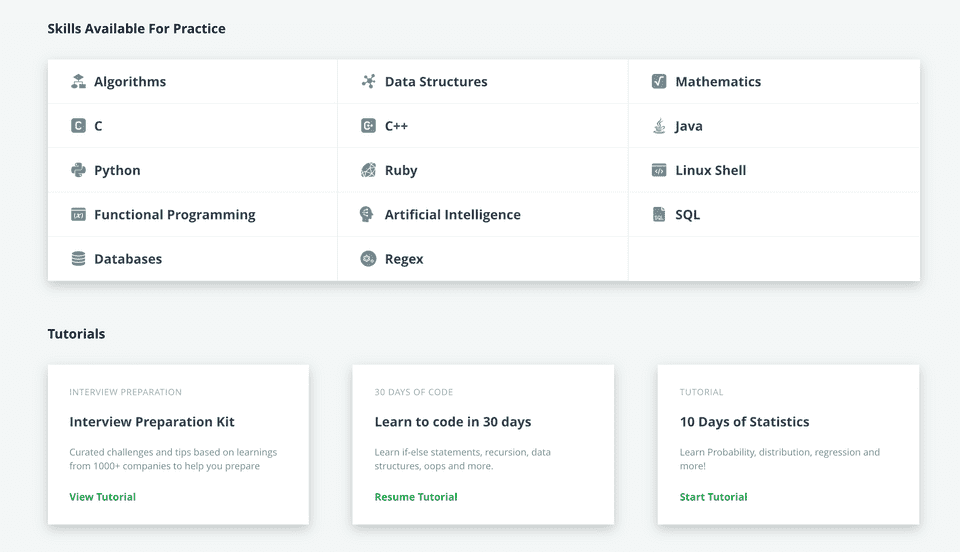 Skills Available For Practice
Algorithms
Data Structures
Mathematics
C
C++
Java
Python
Ruby
Linux Shell
Functional Programming
Artificial Intelligence
SQL
Databases
Regex
Tutorials
INTERVIEW PREPARATION
Interview Preparation Kit
Curated challenges and tips based on learnings
from 1000+ companies to help you prepare
View Tutorial
30 DAYS OF CODE
Learn to code in 30 days
Learn if-else statements, recursion, data
structures, oops and more.
Resume Tutorial
TUTORIAL
10 Days of Statistics
Learn Probability, distribution, regression and
more!
Start Tutorial